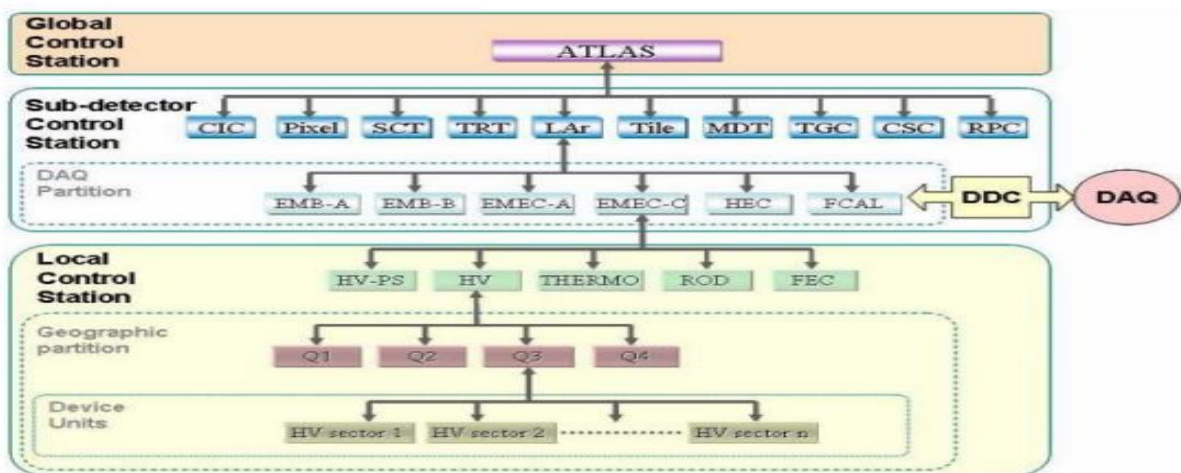 Global
Control
Station
ATLAS
Sub-detector
Control
Station
CIC Pixel SCT TRT LAr Tile MDT TGC CSC RPC
DAQ
Partition
EMB-A EMB-B EMEC-A EMEC-C HEC FCAL
DDC DAQ
Local
Control
Station
HV-PS HV THERMO ROD FEC
Geographic
partition
Q1 Q2 Q3 Q4
Device
Units
HV sector 1 HV sector 2 HV sector n